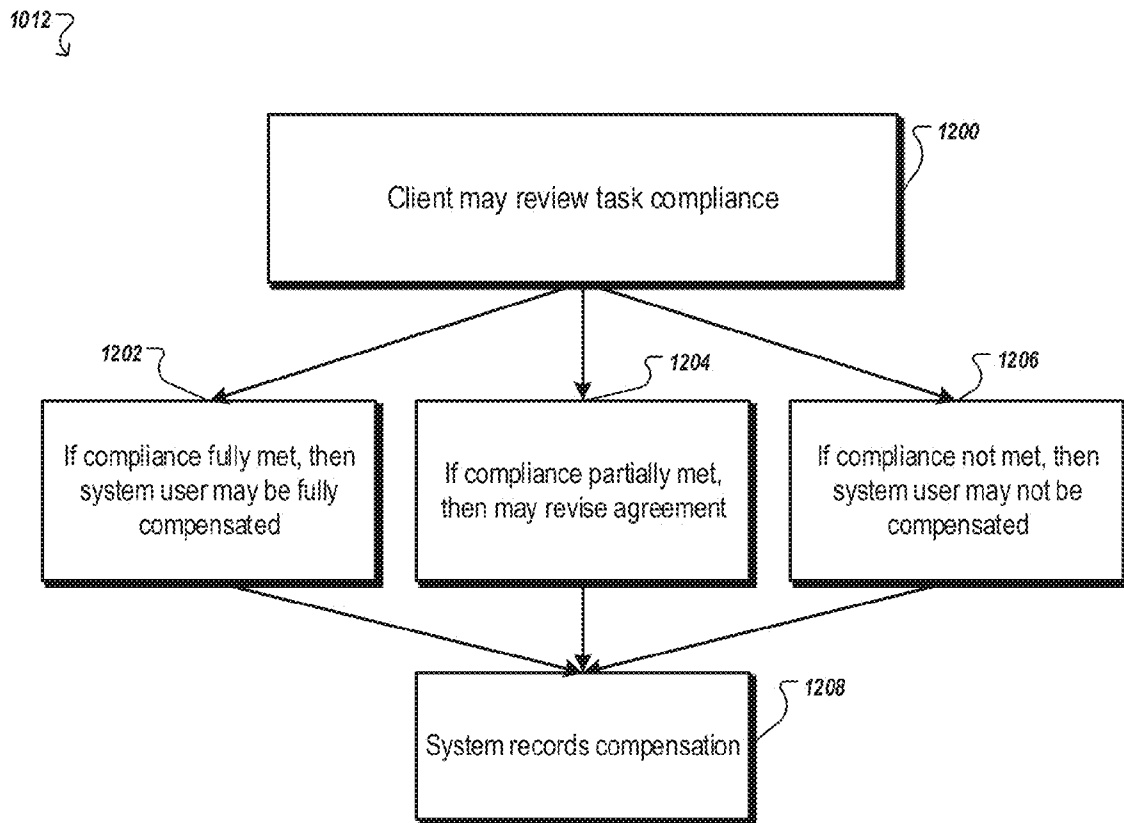 1012
1200
Client may review task compliance
1202
1204
1206
If compliance fully met, then
system user may be fully
compensated
If compliance partially met,
then may revise agreement
If compliance not met, then
system user may not be
compensated
1208
System records compensation